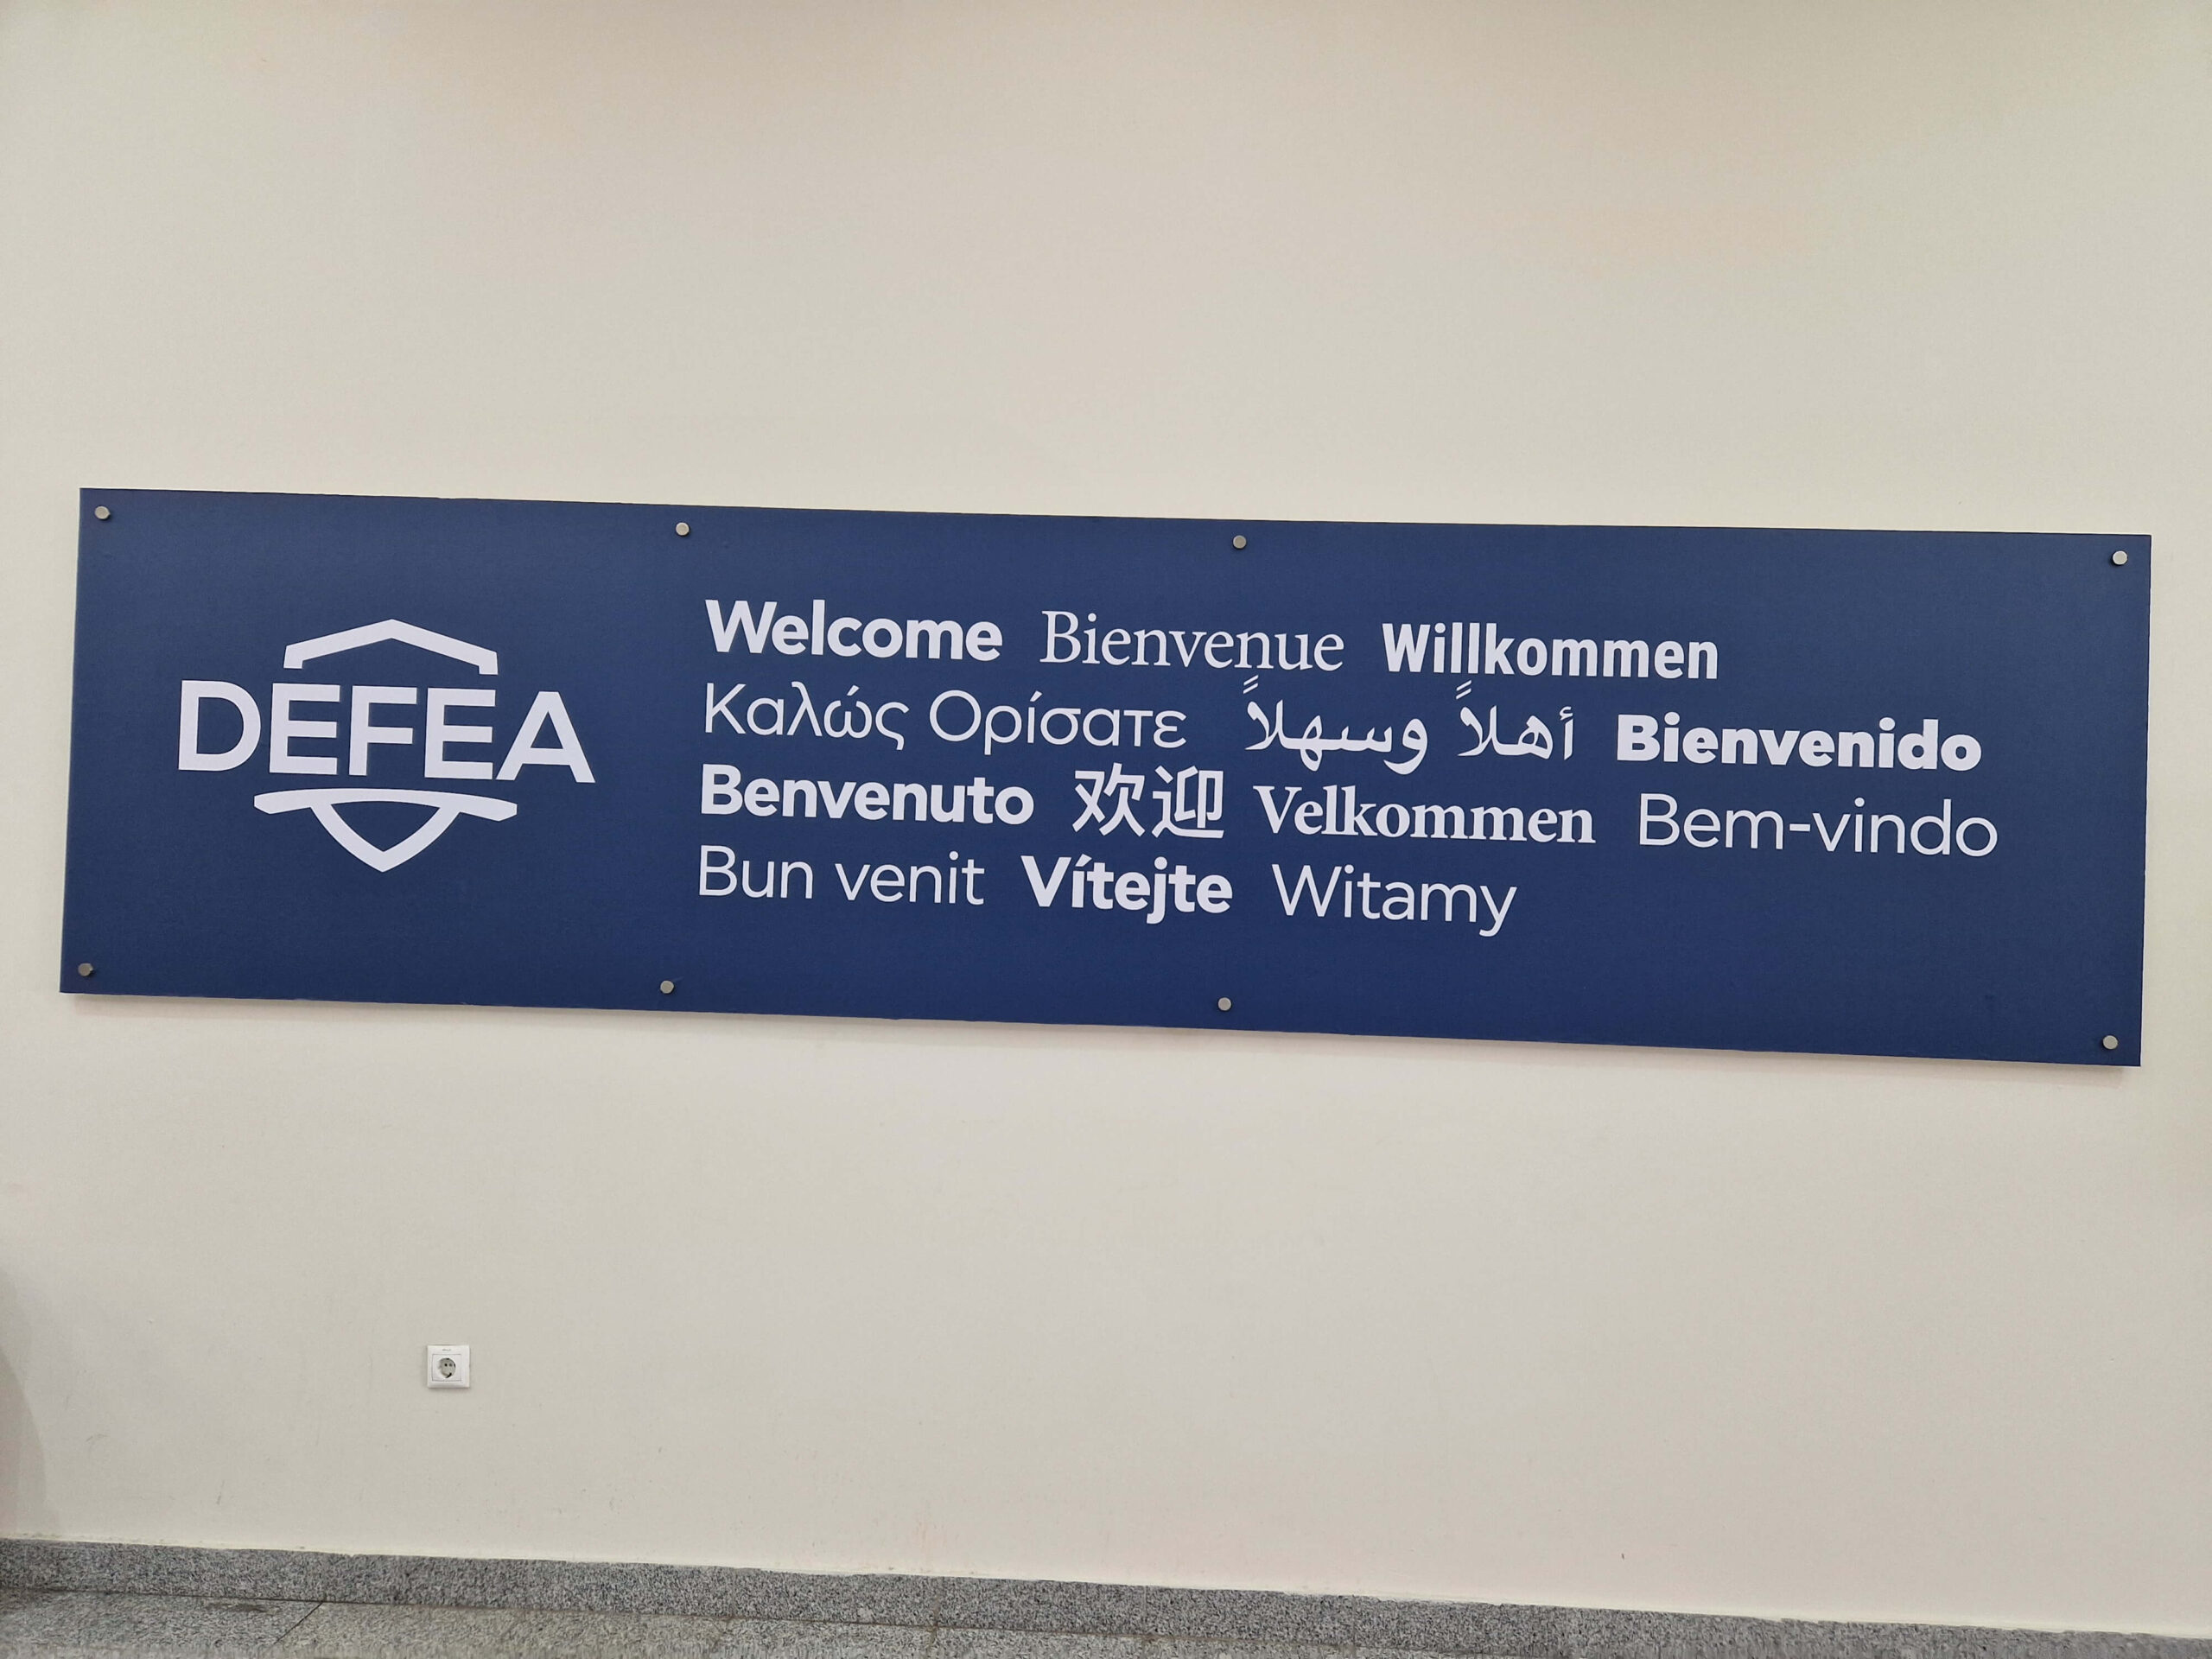 DEFEA
Welcome Bienvenue Willkommen
Καλώς Ορίσατε أهلاً وسهلاً Bienvenido
Benvenuto 欢迎 Velkommen Bem-vindo
Bun venit Vítejte Witamy